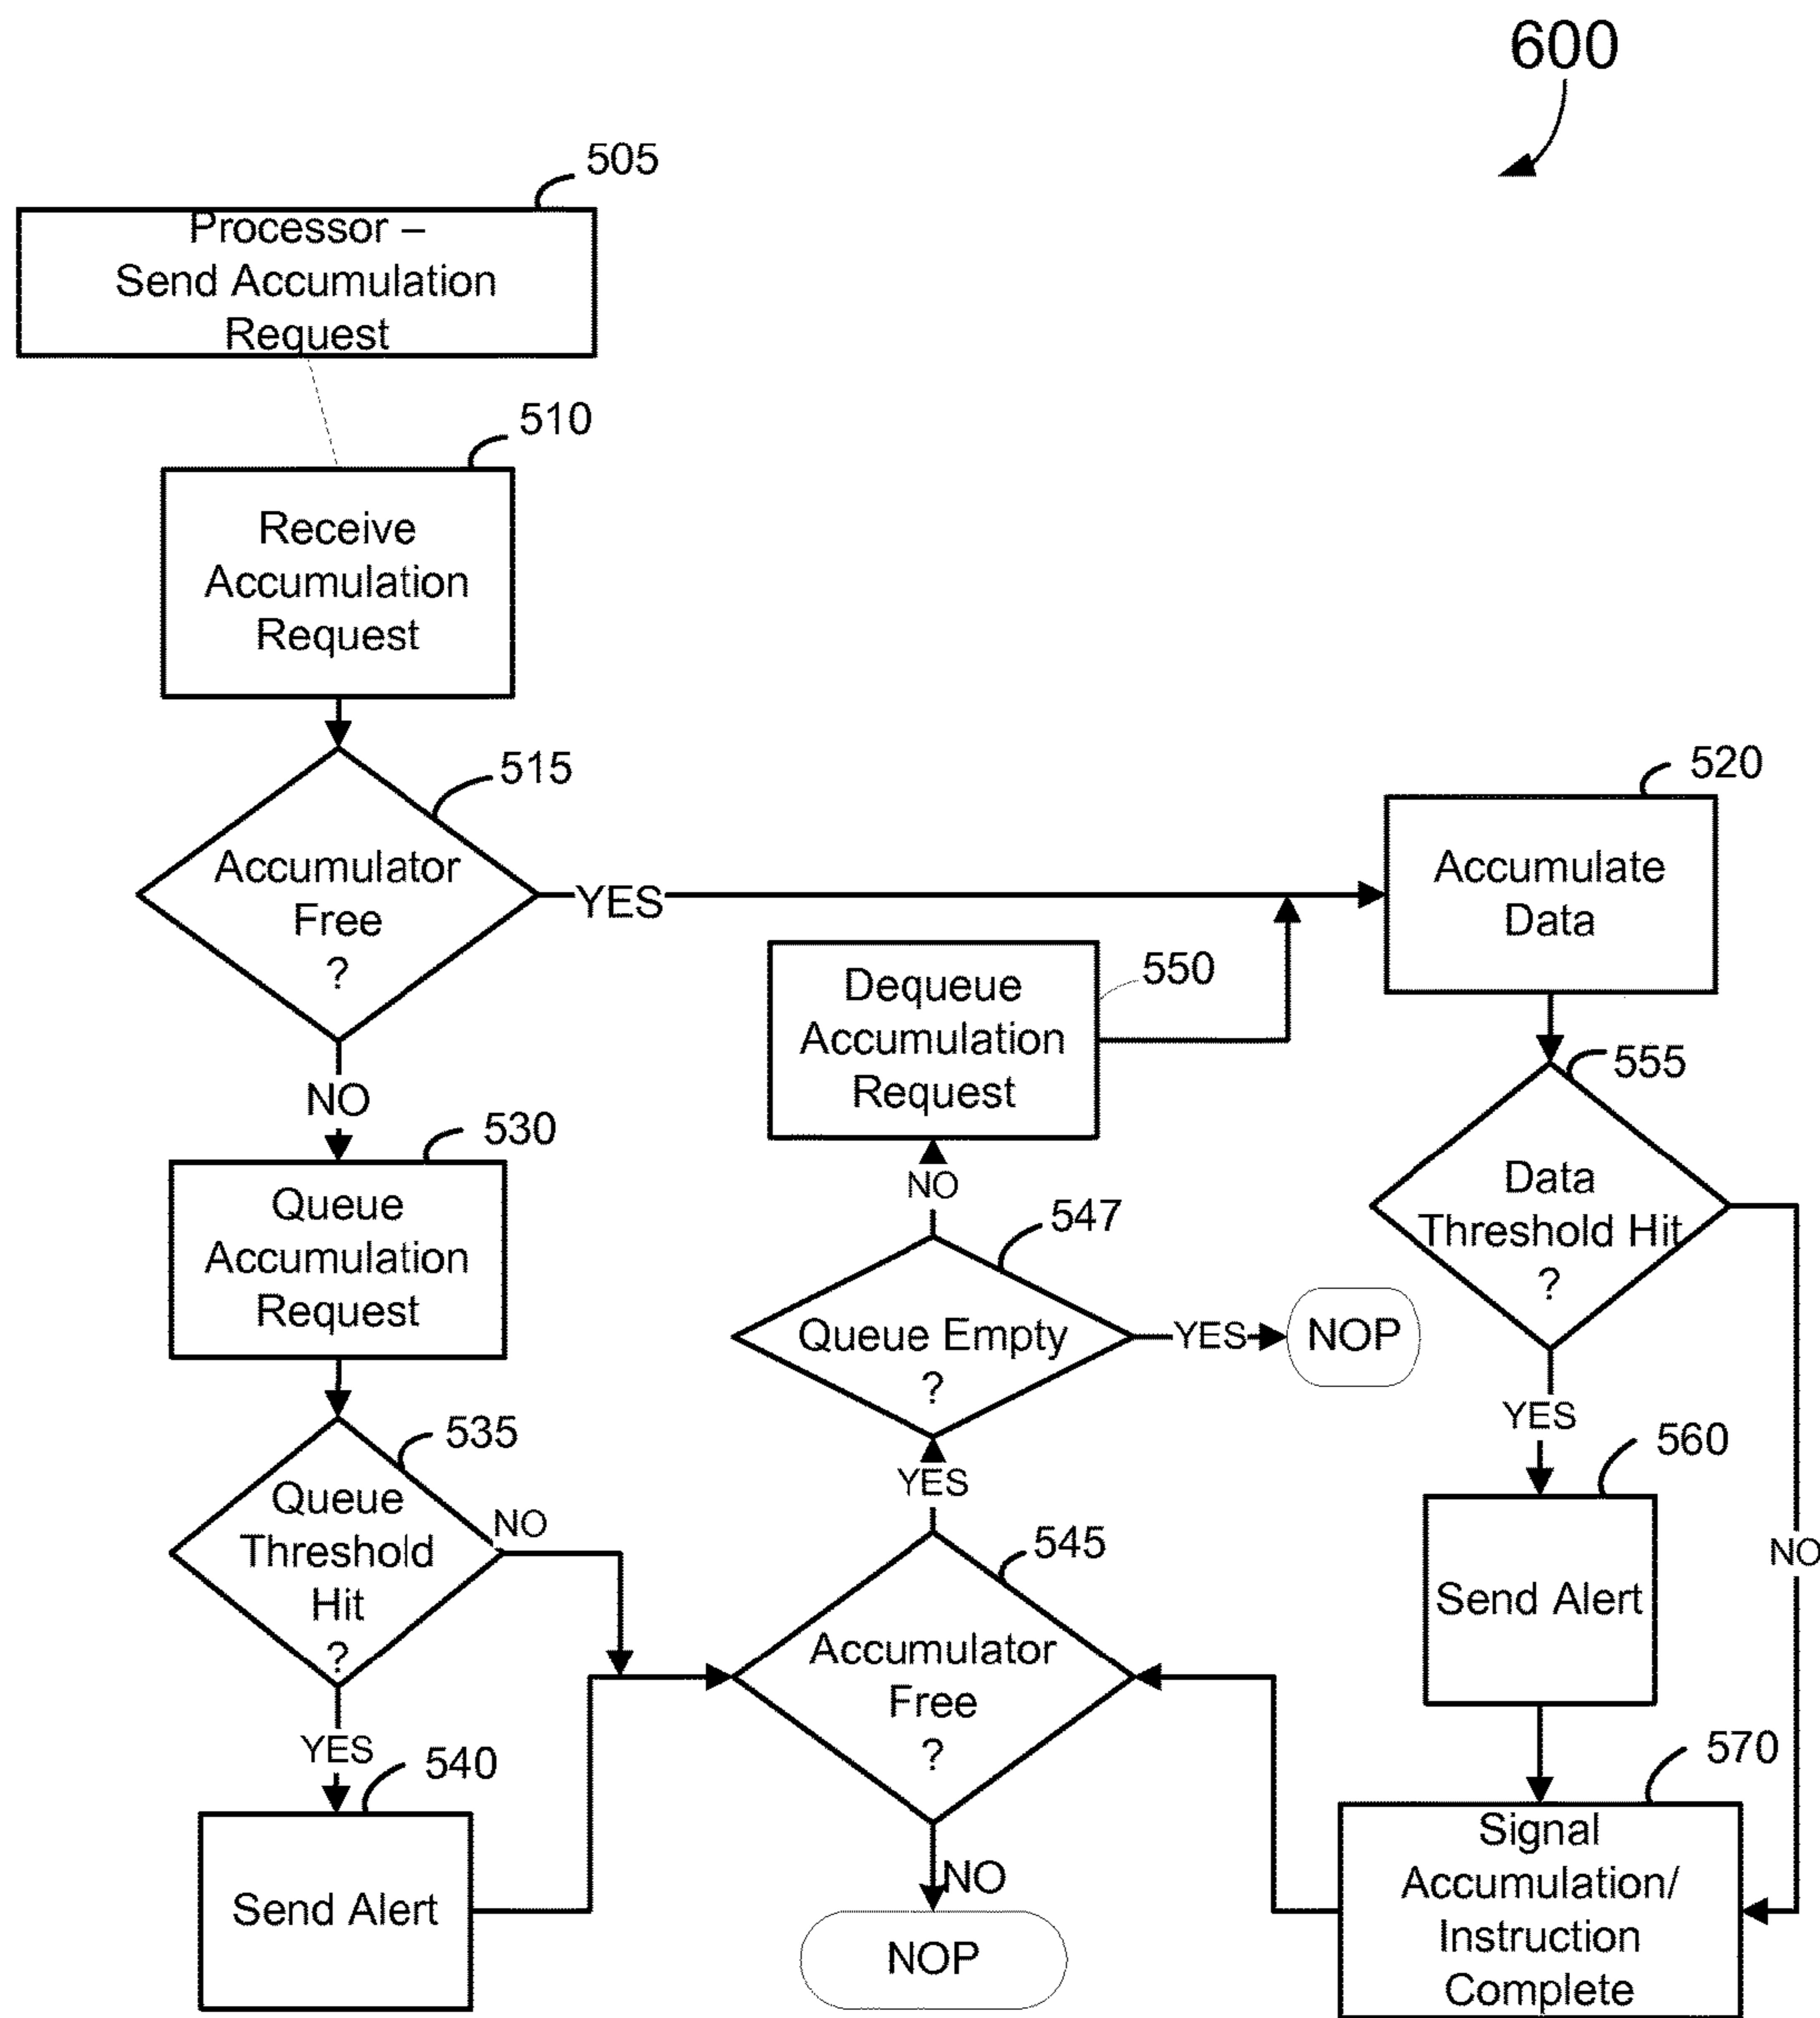 600
505
Processor –
Send Accumulation
Request
510
Receive
Accumulation
Request
515
Accumulator
Free
?
YES
520
Accumulate
Data
550
Dequeue
Accumulation
Request
555
Data
Threshold Hit
?
NO
530
Queue
Accumulation
Request
NO
547
Queue Empty
?
YES
NOP
YES
560
Send Alert
NO
535
Queue
Threshold
Hit
?
NO
YES
545
Accumulator
Free
?
YES
540
Send Alert
NO
NOP
570
Signal
Accumulation/
Instruction
Complete